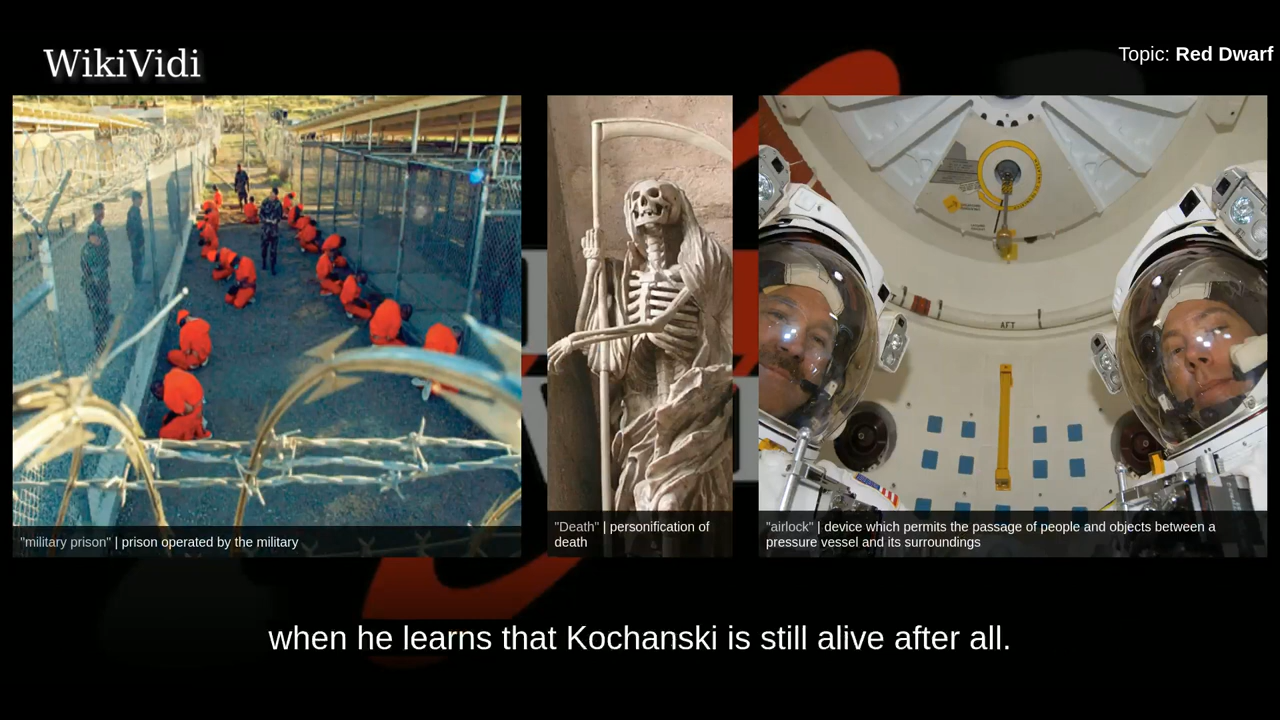 WikiVidi
Topic: Red Dwarf
AFT
"military prison" | prison operated by the military
"Death" | personification of
death
"airlock" | device which permits the passage of people and objects between a
pressure vessel and its surroundings
when he learns that Kochanski is still alive after all.